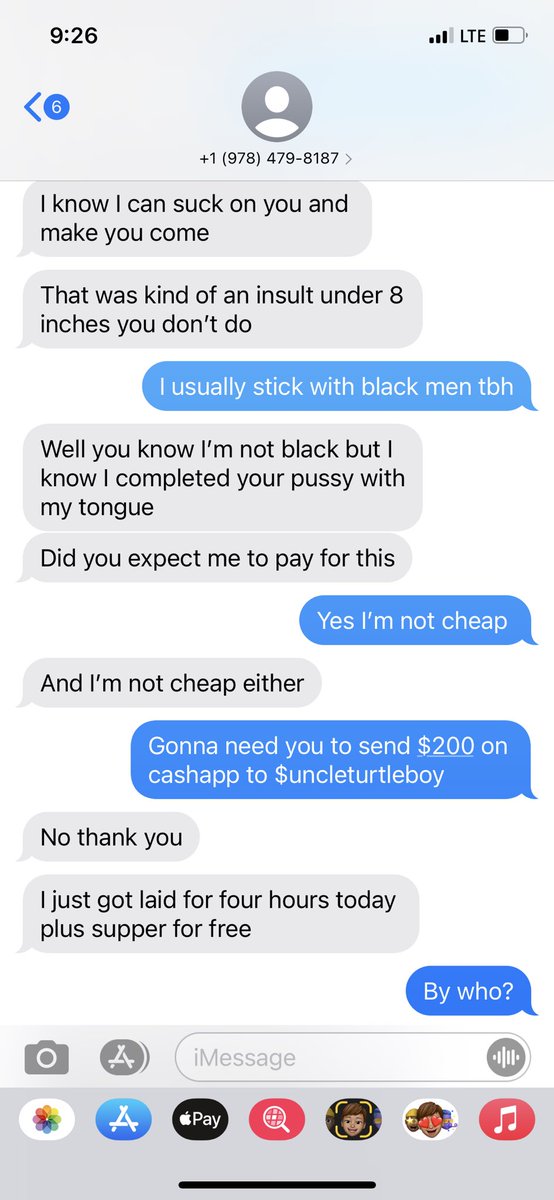 9:26
LTE
6
+1 (978) 479-8187
I know I can suck on you and
make you come
That was kind of an insult under 8
inches you don’t do
I usually stick with black men tbh
Well you know I’m not black but I
know I completed your pussy with
my tongue
Did you expect me to pay for this
Yes I’m not cheap
And I’m not cheap either
Gonna need you to send $200 on
cashapp to $uncleturtleboy
No thank you
I just got laid for four hours today
plus supper for free
By who?
iMessage
Pay